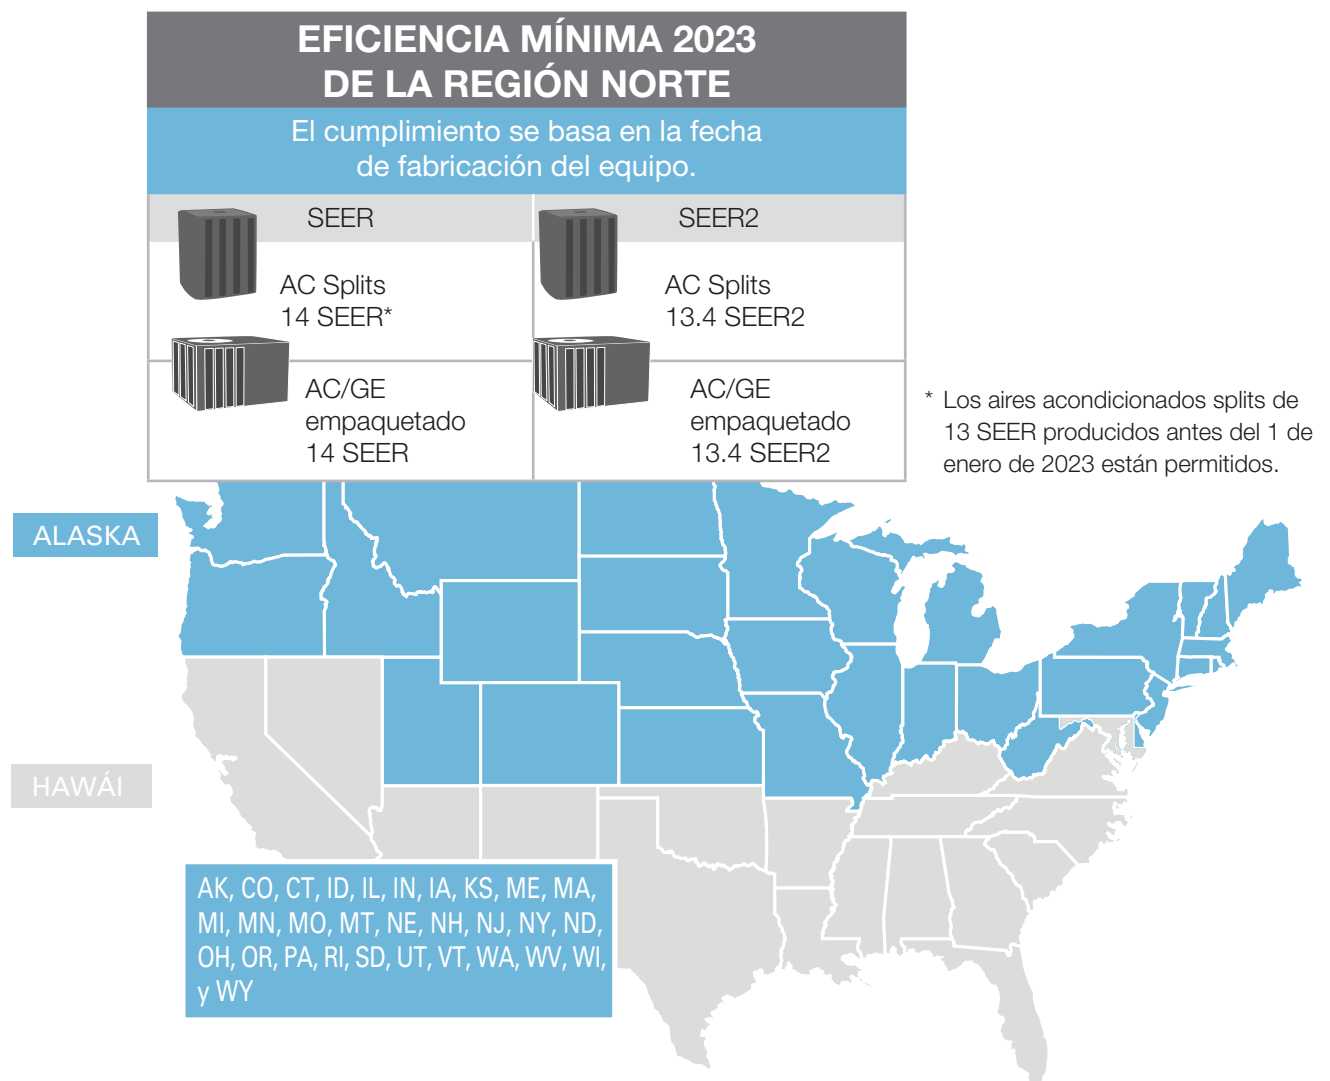 EFICIENCIA MÍNIMA 2023
DE LA REGIÓN NORTE
El cumplimiento se basa en la fecha
de fabricación del equipo.
SEER
SEER2
AC Splits
14 SEER*
AC Splits
13.4 SEER2
AC/GE
empaquetado
14 SEER
AC/GE
empaquetado
13.4 SEER2
* Los aires acondicionados splits de
13 SEER producidos antes del 1 de
enero de 2023 están permitidos.
ALASKA
HAWÁI
AK, CO, CT, ID, IL, IN, IA, KS, ME, MA,
MI, MN, MO, MT, NE, NH, NJ, NY, ND,
OH, OR, PA, RI, SD, UT, VT, WA, WV, WI,
y WY